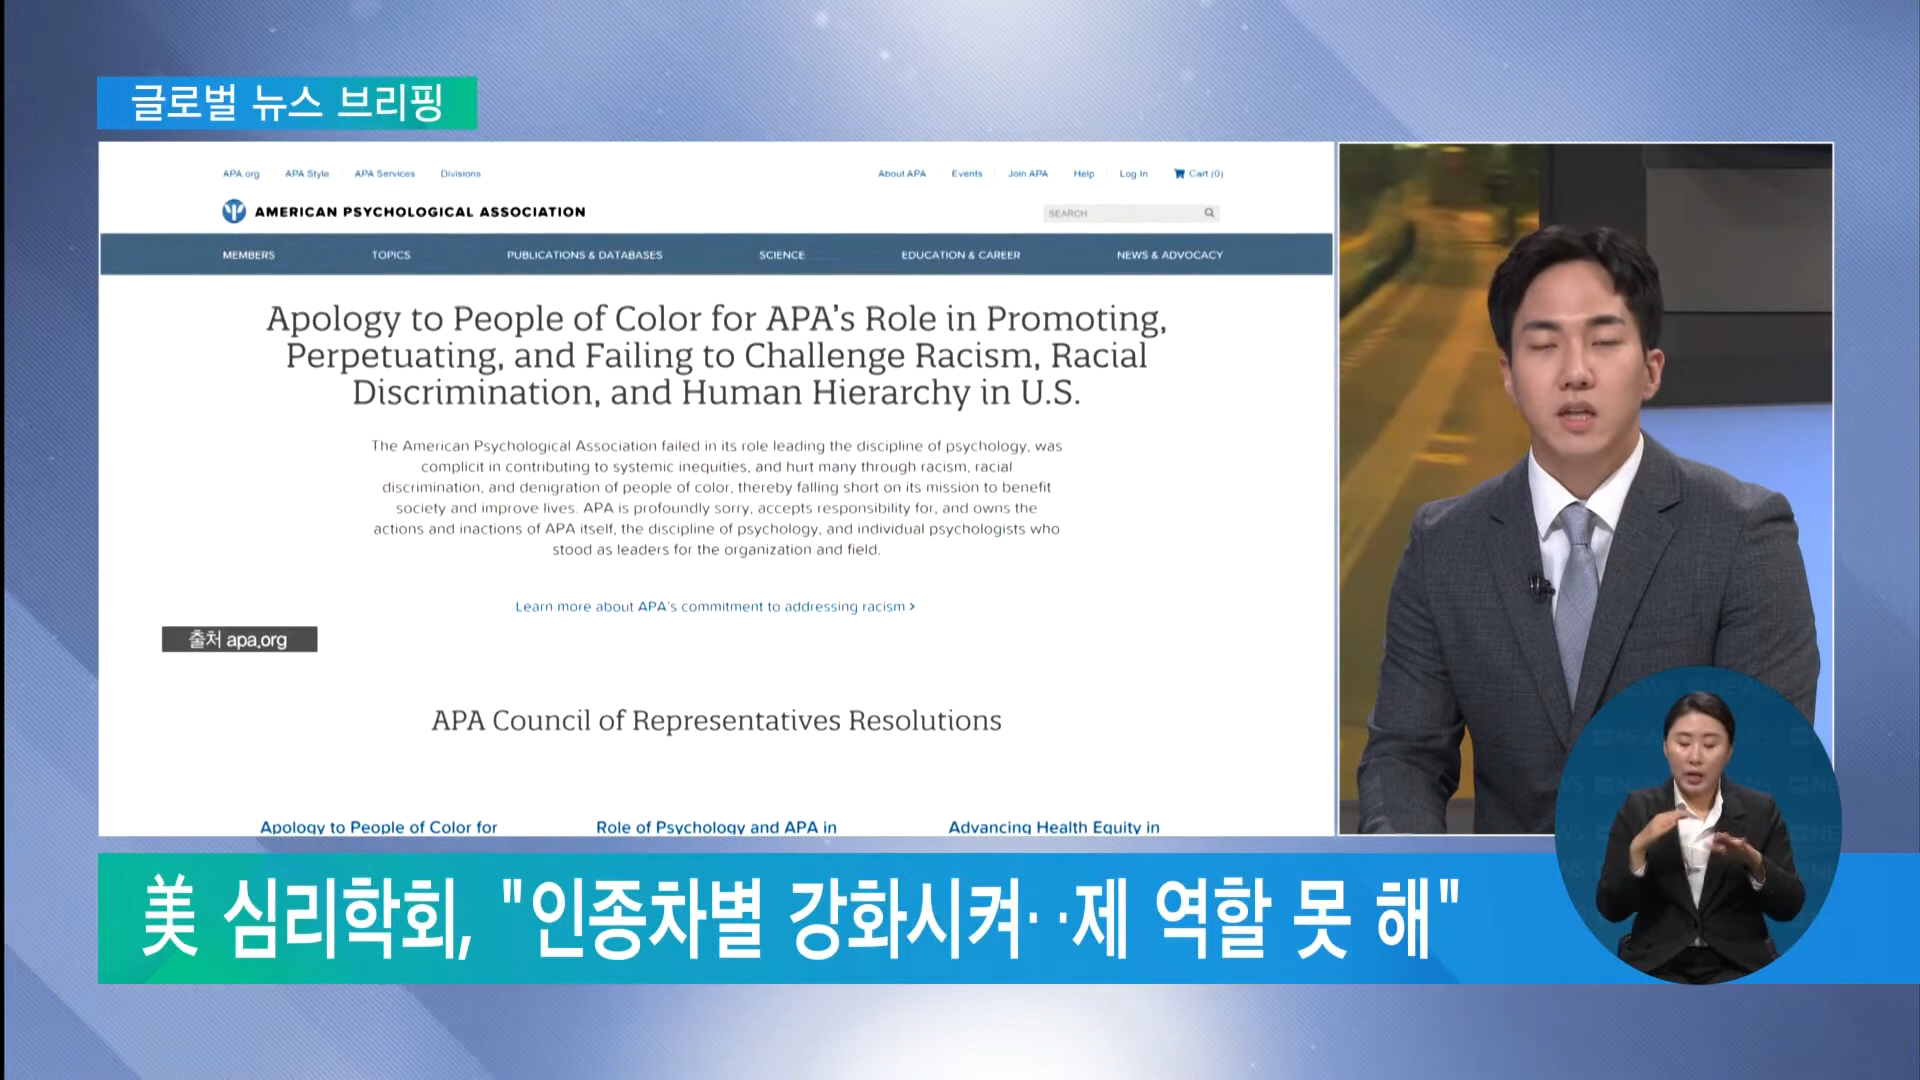 글로벌 뉴스 브리핑
APA.org APA Style APA Services Divisions
About APA Events Join APA Help Log In Cart (0)
AMERICAN PSYCHOLOGICAL ASSOCIATION
SEARCH
MEMBERS TOPICS PUBLICATIONS & DATABASES SCIENCE EDUCATION & CAREER NEWS & ADVOCACY
Apology to People of Color for APA's Role in Promoting,
Perpetuating, and Failing to Challenge Racism, Racial
Discrimination, and Human Hierarchy in U.S.
The American Psychological Association failed in its role leading the discipline of psychology, was
complicit in contributing to systemic inequities, and hurt many through racism, racial
discrimination, and denigration of people of color, thereby falling short on its mission to benefit
society and improve lives. APA is profoundly sorry, accepts responsibility for, and owns the
actions and inactions of APA itself, the discipline of psychology, and individual psychologists who
stood as leaders for the organization and field.
Learn more about APA's commitment to addressing racism >
출처 apa.org
APA Council of Representatives Resolutions
Apology to People of Color for
Role of Psychology and APA in
Advancing Health Equity in
美 심리학회, "인종차별 강화시켜‥제 역할 못 해"